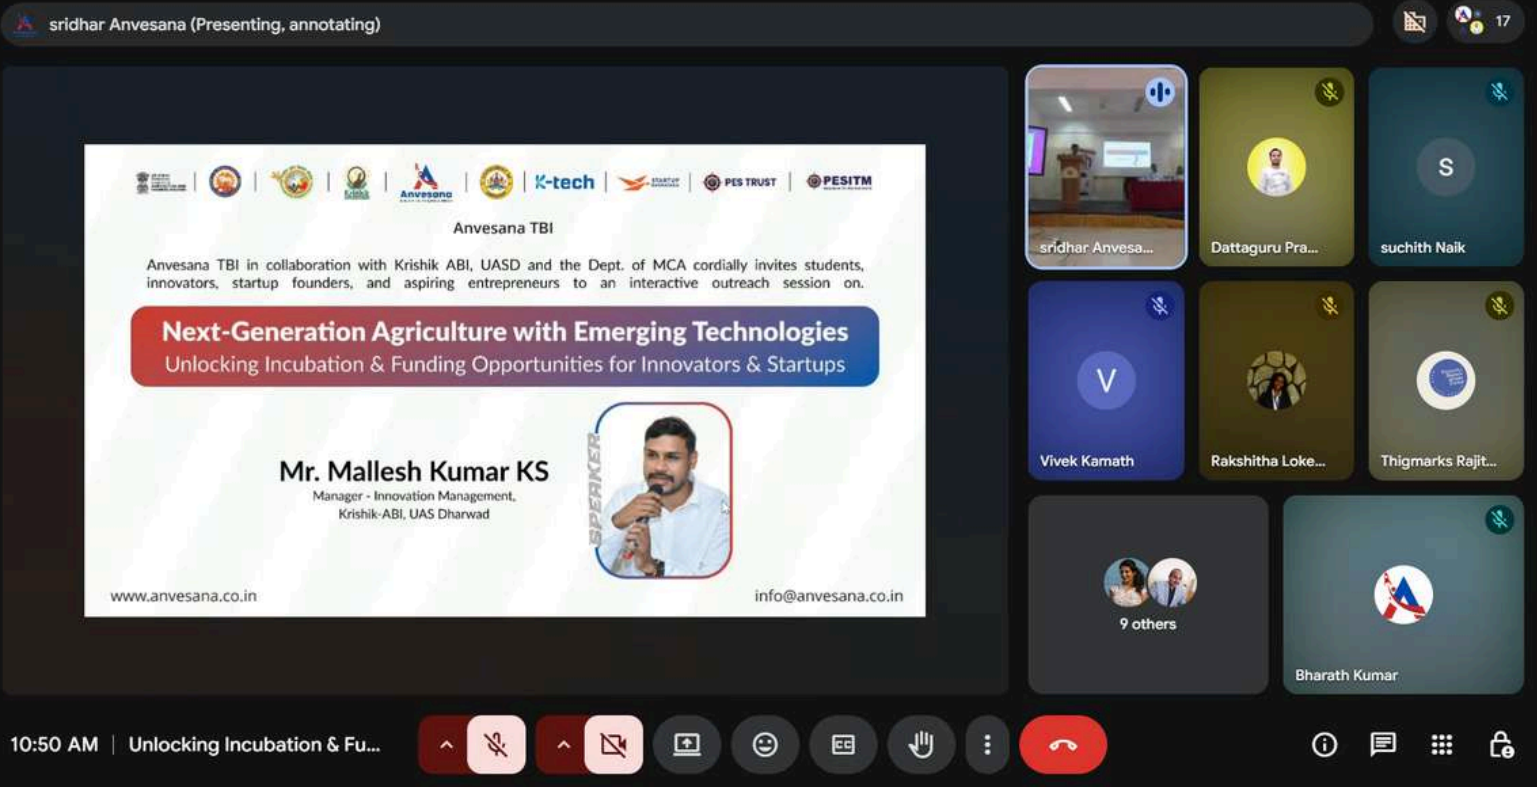 sridhar Anvesana (Presenting, annotating)
17
Krishik
Anvesana
K-tech
STARTUP
PES TRUST
PESITM
Anvesana TBI
Anvesana TBI in collaboration with Krishik ABI, UASD and the Dept. of MCA cordially invites students,
innovators, startup founders, and aspiring entrepreneurs to an interactive outreach session on.
Next-Generation Agriculture with Emerging Technologies
Unlocking Incubation & Funding Opportunities for Innovators & Startups
Mr. Mallesh Kumar KS
Manager - Innovation Management,
Krishik-ABI, UAS Dharwad
SPEAKER
www.anvesana.co.in
info@anvesana.co.in
sridhar Anvesa...
Dattaguru Pra...
S
suchith Naik
V
Vivek Kamath
Rakshitha Loke...
Thigmarks Rajit...
9 others
Bharath Kumar
10:50 AM
Unlocking Incubation & Fu...
CC